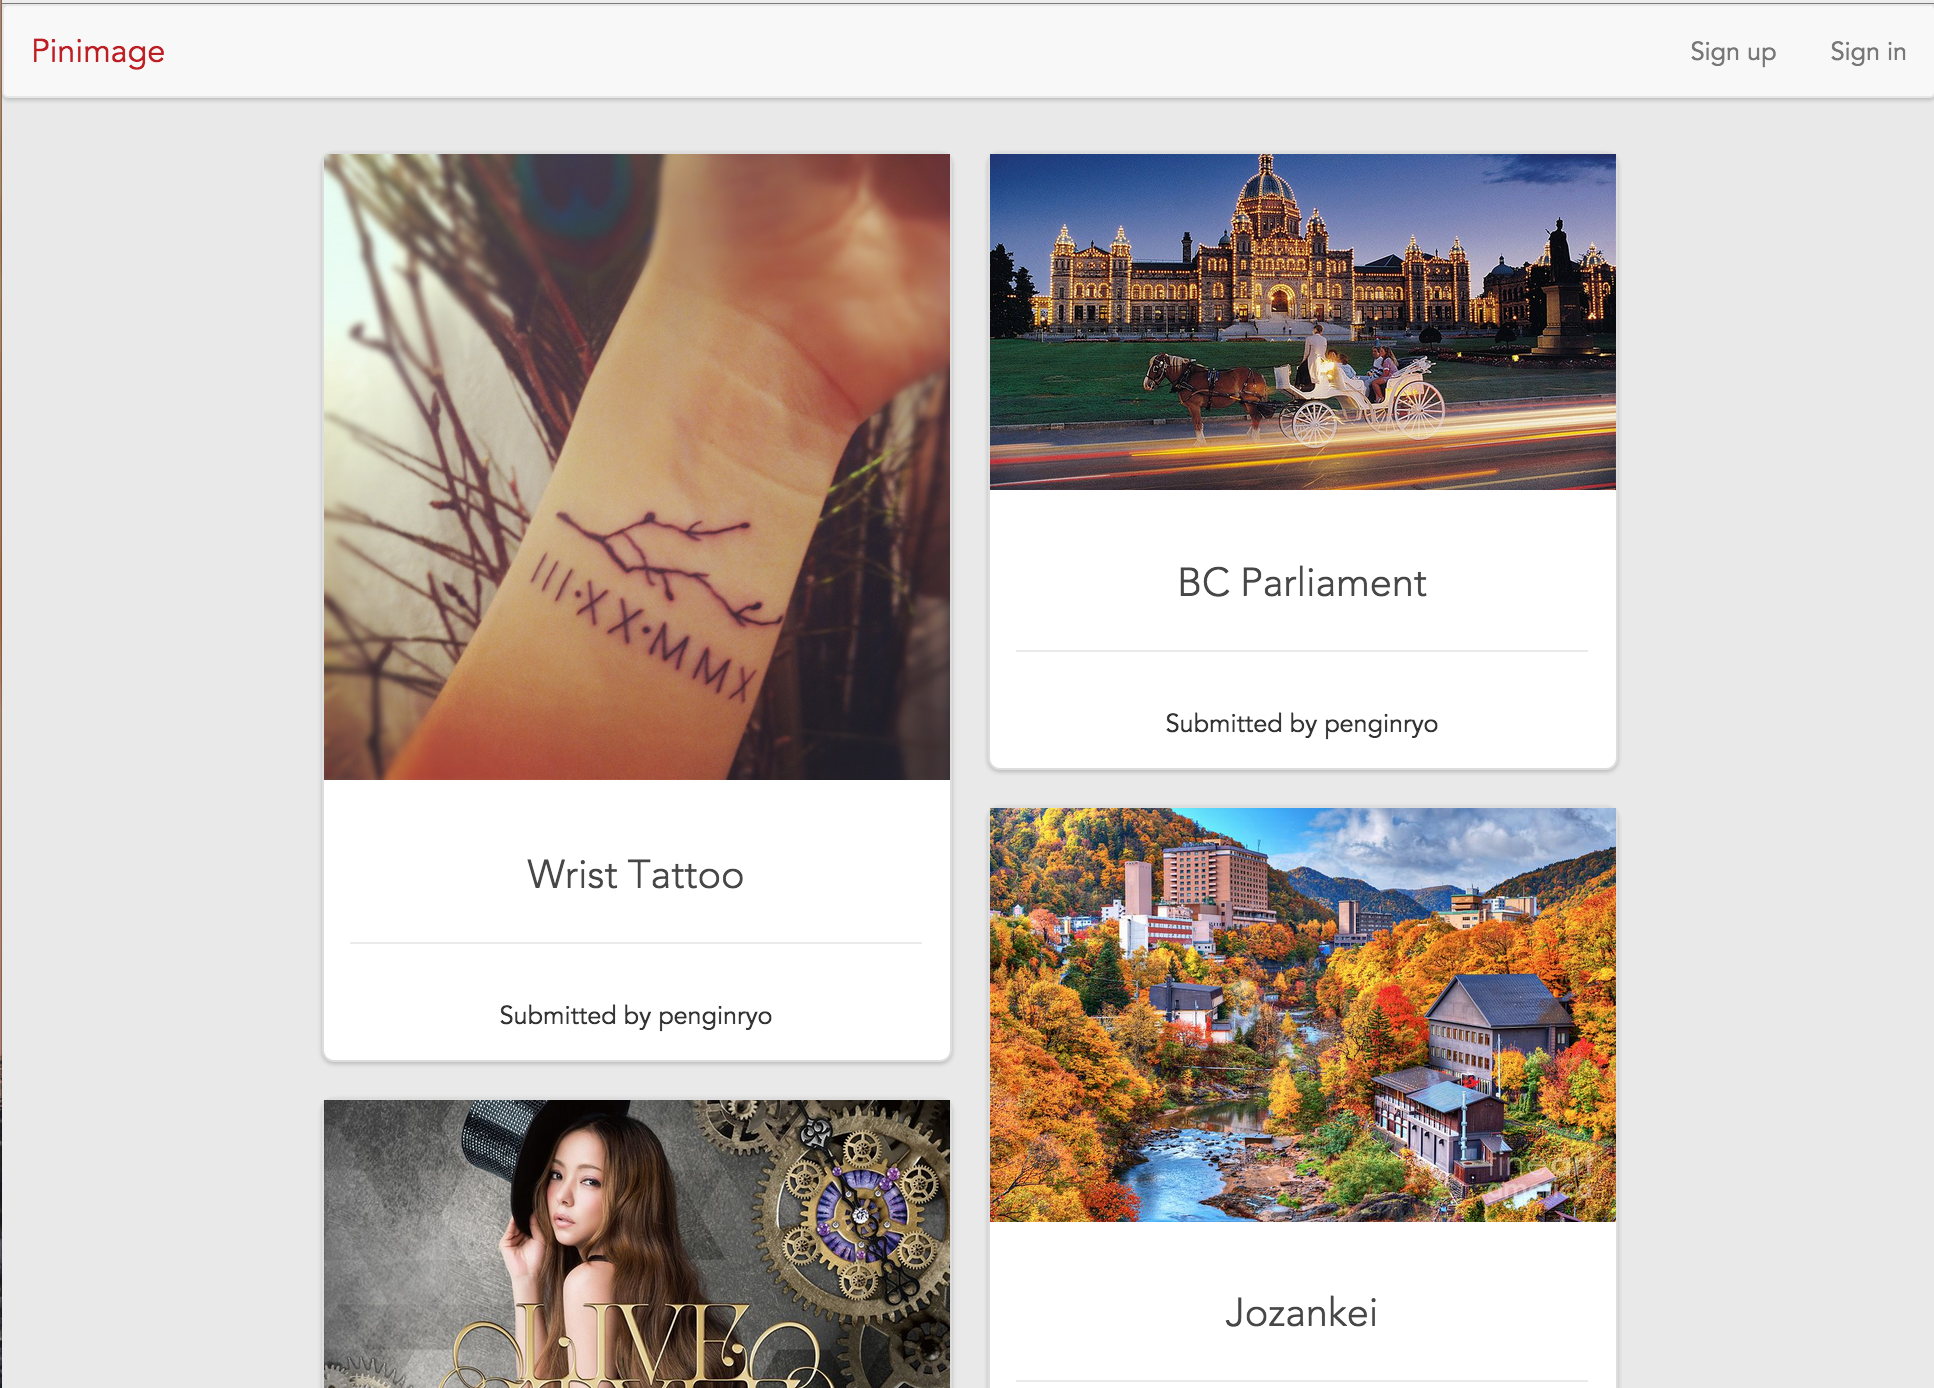 Pinimage
Sign up
Sign in
III·XX·MMX
Wrist Tattoo
Submitted by penginryo
BC Parliament
Submitted by penginryo
LIVE
Jozankei